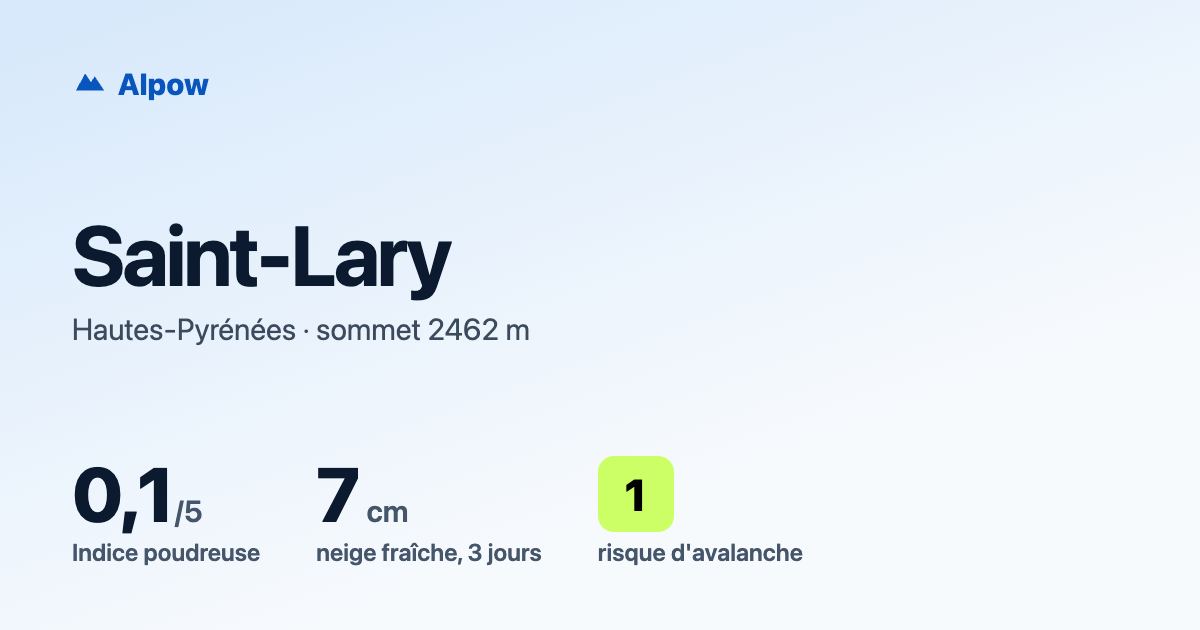 Alpow
Saint-Lary
Hautes-Pyrénées · sommet 2462 m
0,1/5
Indice poudreuse
7 cm
neige fraîche, 3 jours
1
risque d'avalanche